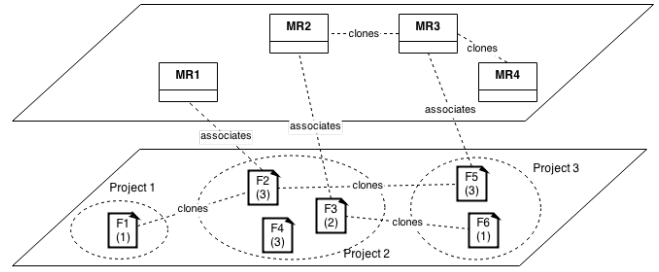 MR2
clones
MR3
clones
MR1
MR4
associates
associates
associates
Project 1
F2
(3)
clones
F5
(3)
Project 3
clones
F1
(1)
F4
(3)
F3
(2)
clones
F6
(1)
Project 2